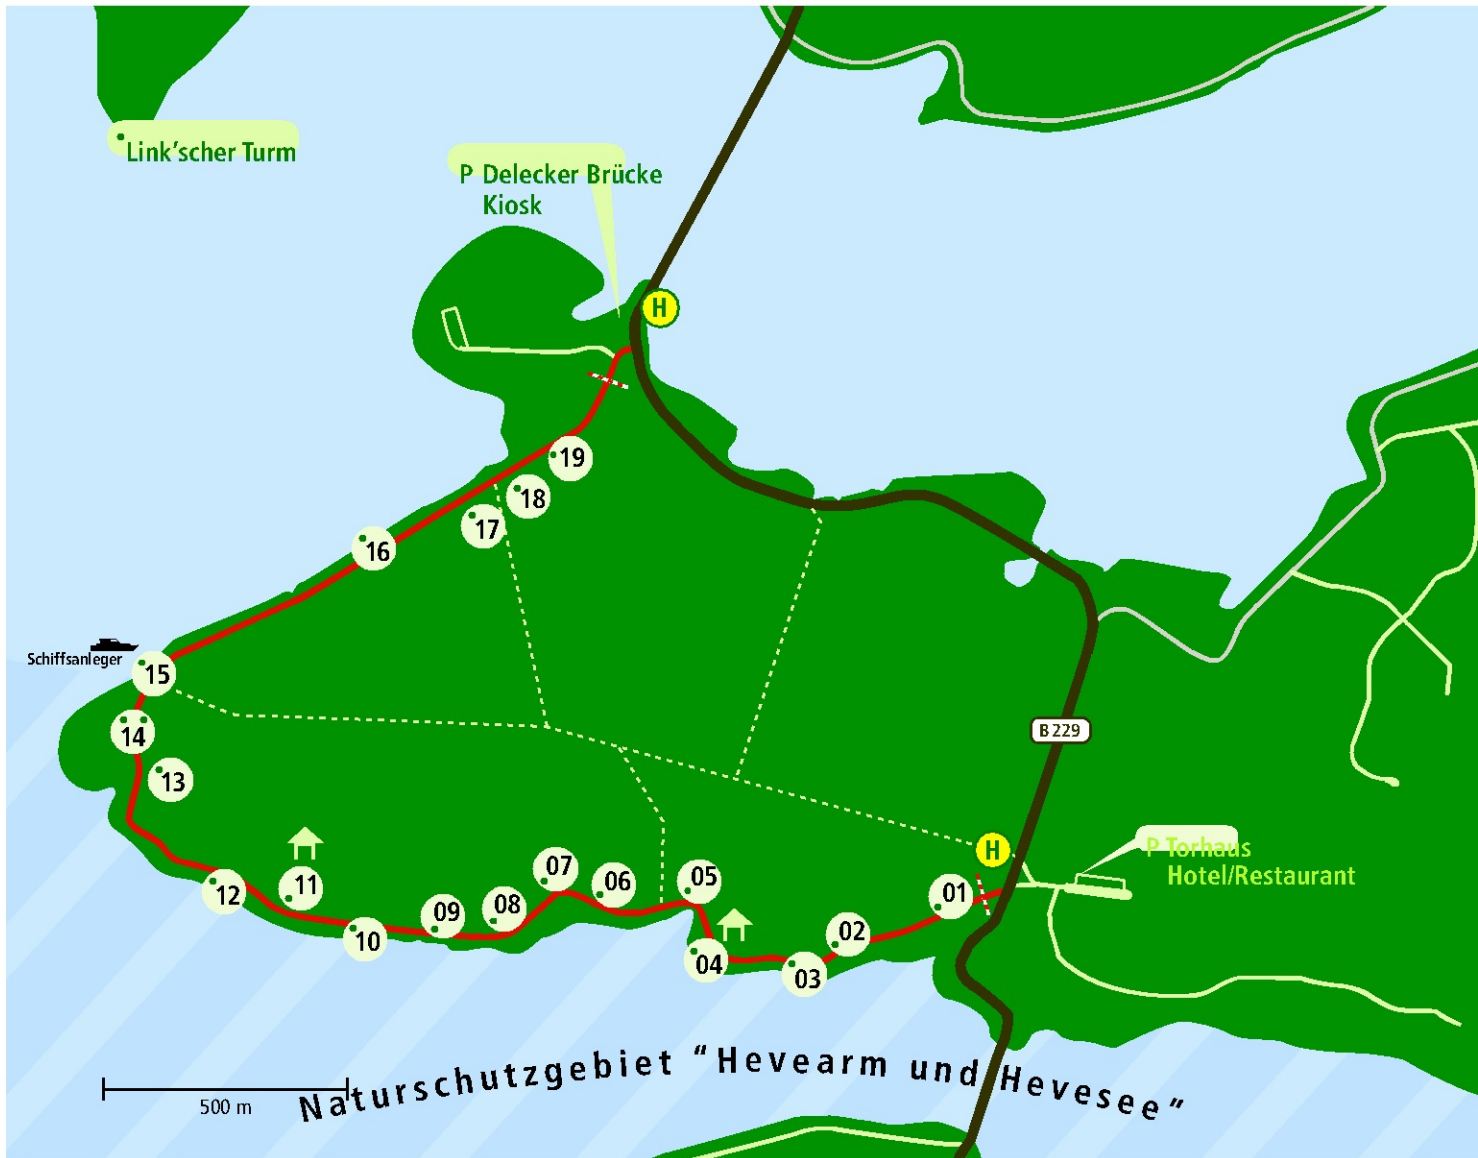 Link'scher Turm
P Delecker Brücke
Kiosk
H
19
18
17
16
Schiffsanleger
15
14
13
B 229
H
P Torhaus
Hotel/Restaurant
12
11
10
09
08
07
06
05
04
03
02
01
Naturschutzgebiet “Hevearm und Hevesee”
500 m